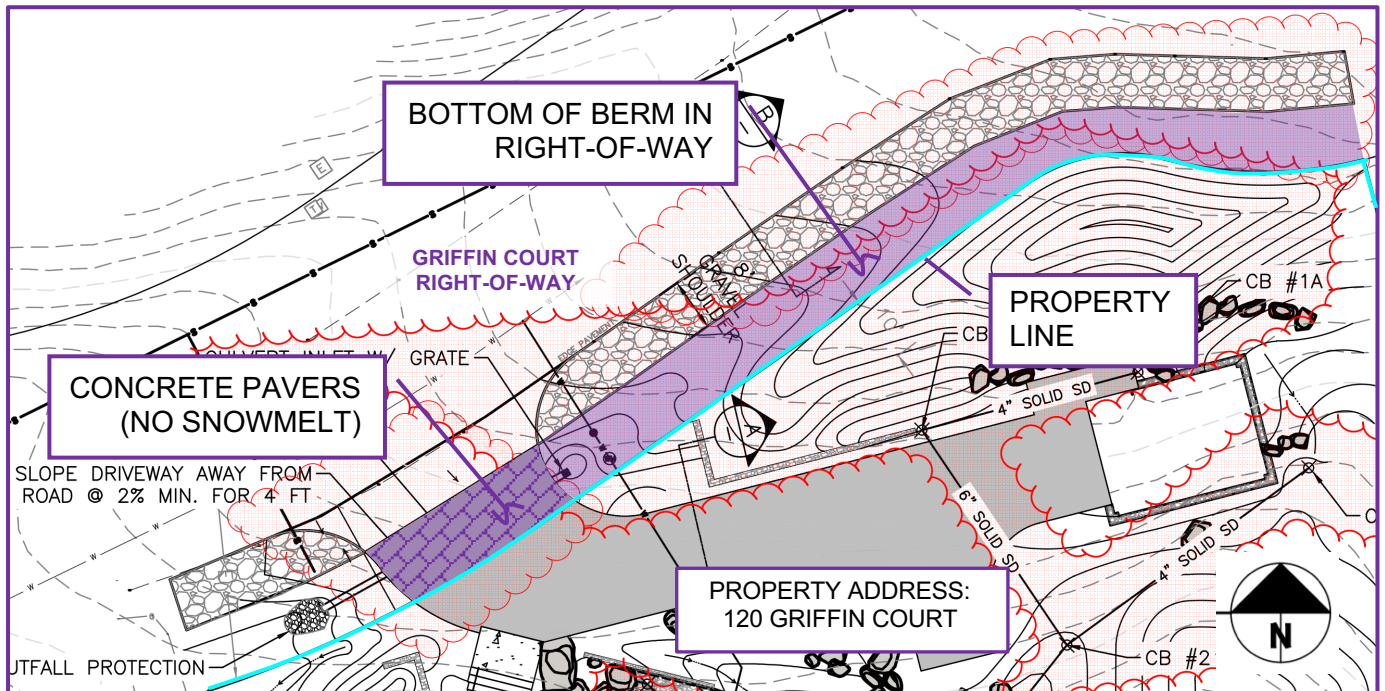 BOTTOM OF BERM IN
RIGHT-OF-WAY
B
E
TV
GRIFFIN COURT
RIGHT-OF-WAY
8'
GRAVEL
SHOULDER
4
PROPERTY
LINE
CB #1A
CB
CULVERT INLET W/ GRATE
EDGE PAVEMENT
CONCRETE PAVERS
(NO SNOWMELT)
4" SOLID SD
A
SLOPE DRIVEWAY AWAY FROM
ROAD @ 2% MIN. FOR 4 FT
W
W
W
W
W
W
6" SOLID SD
4" SOLID SD
PROPERTY ADDRESS:
120 GRIFFIN COURT
N
UTFALL PROTECTION
CB #2